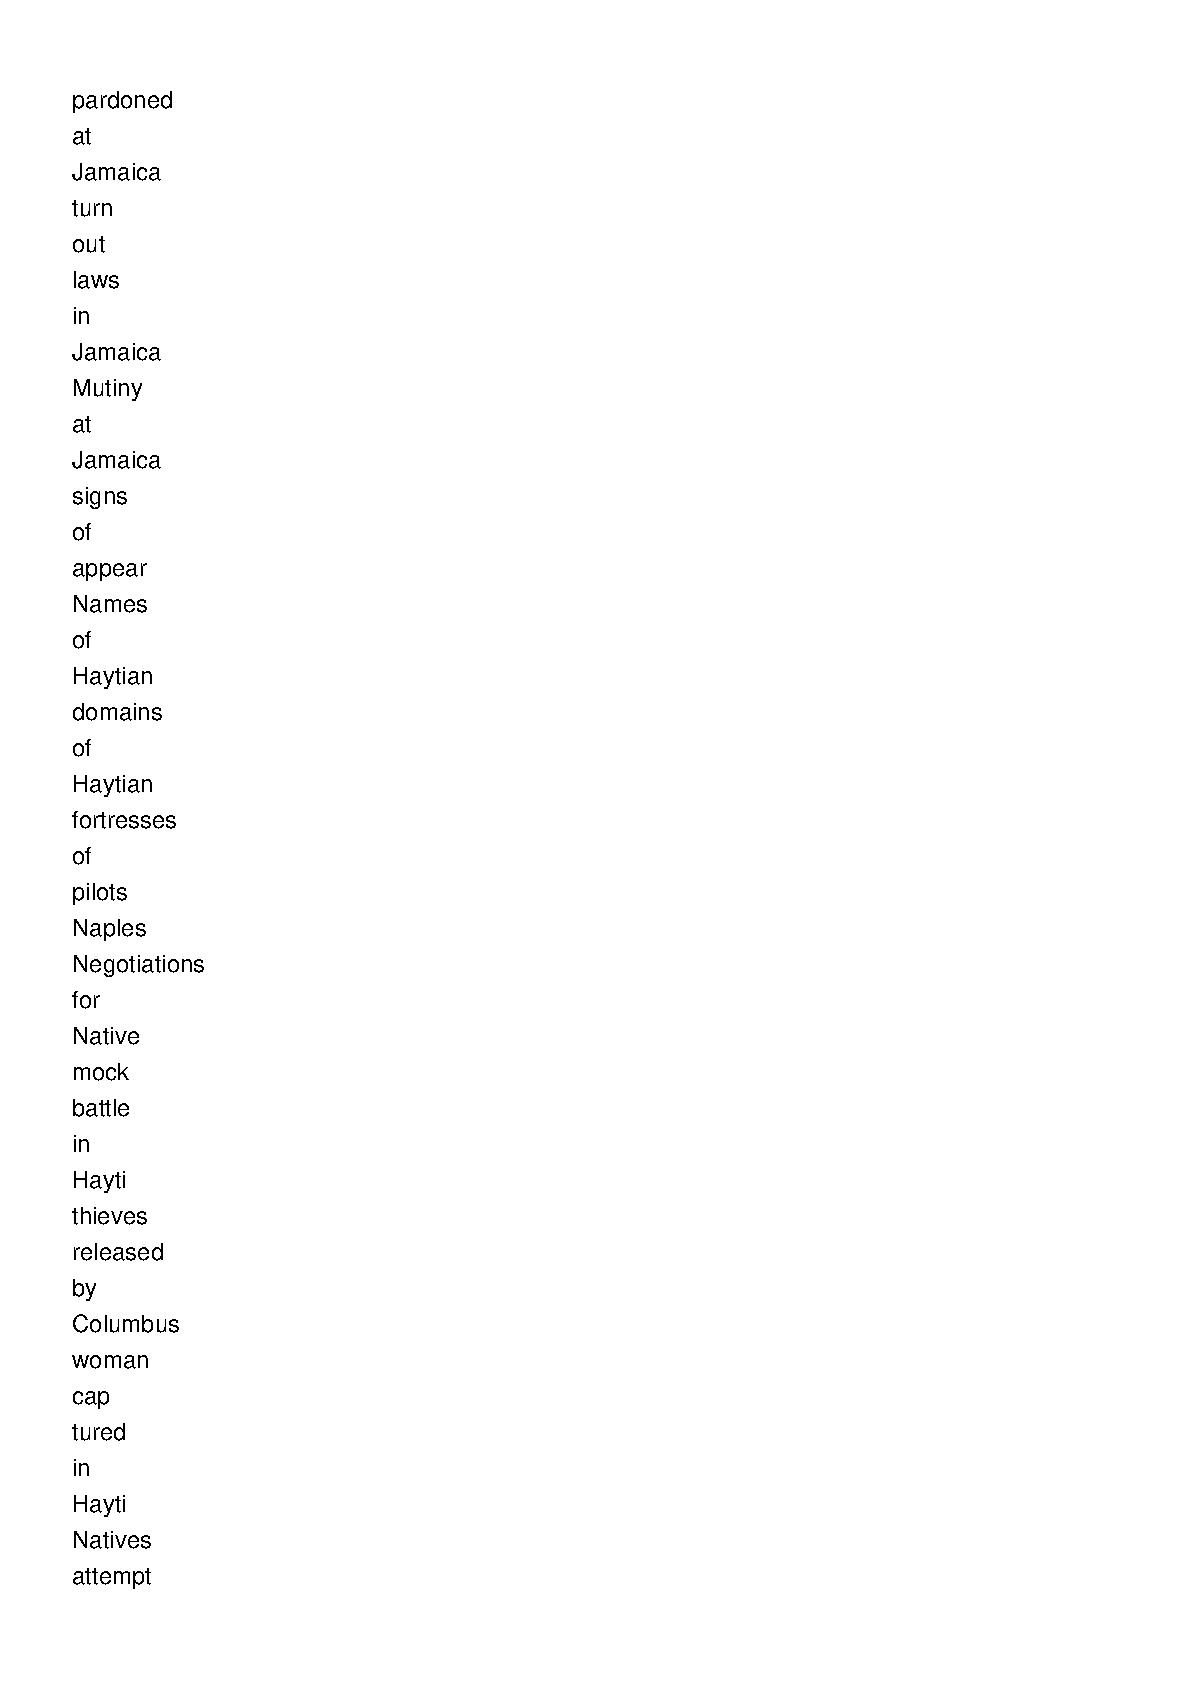 pardoned
at
Jamaica
turn
out
laws
in
Jamaica
Mutiny
at
Jamaica
signs
of
appear
Names
of
Haytian
domains
of
Haytian
fortresses
of
pilots
Naples
Negotiations
for
Native
mock
battle
in
Hayti
thieves
released
by
Columbus
woman
cap
tured
in
Hayti
Natives
attempt